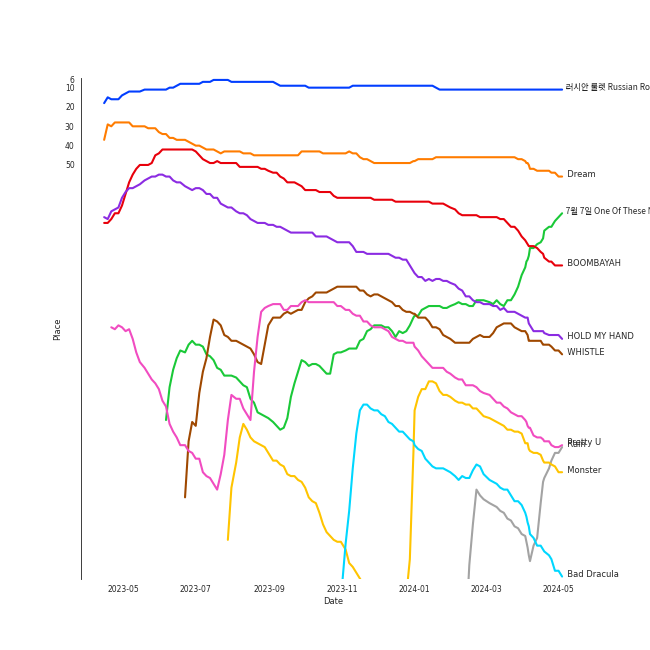 6
10
20
30
40
50
Place
러시안 룰렛 Russian Ro
Dream
7월 7일 One Of These N
BOOMBAYAH
HOLD MY HAND
WHISTLE
Pretty U
Monster
Bad Dracula
2023-05 2023-07 2023-09 2023-11 2024-01 2024-03 2024-05
Date